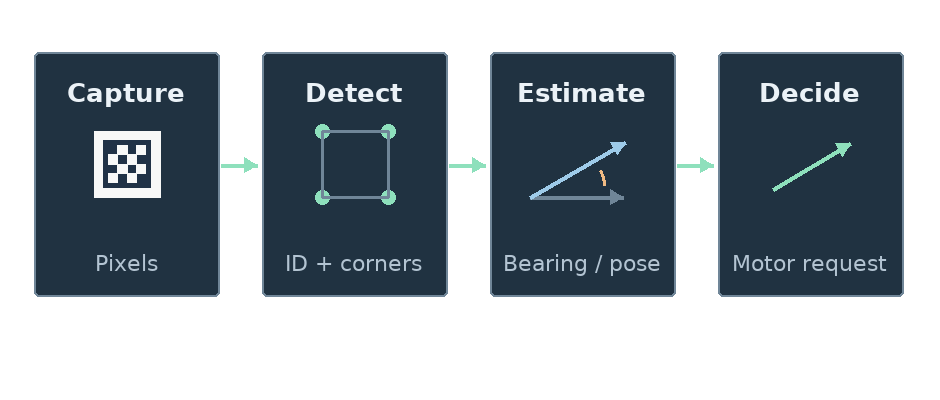 Capture
Detect
Estimate
Decide
Pixels
ID + corners
Bearing / pose
Motor request